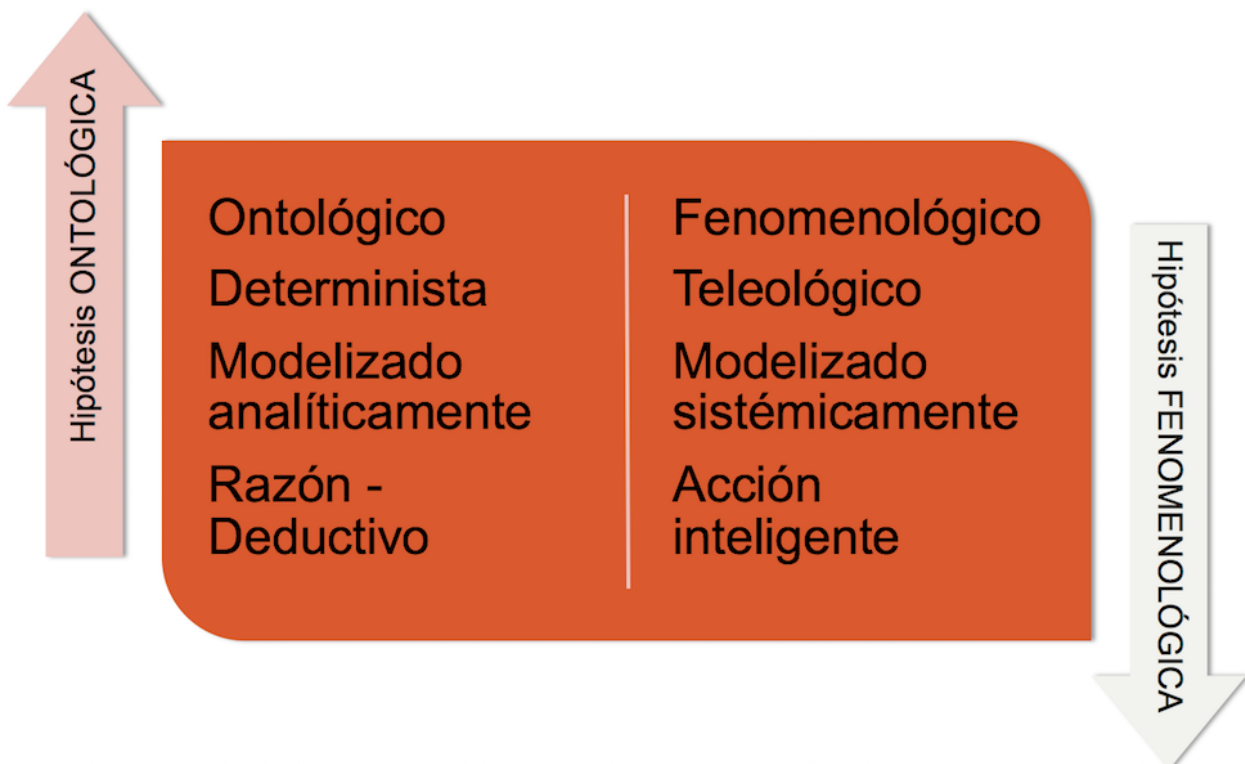 Hipótesis ONTOLÓGICA
Ontológico
Determinista
Modelizado
analíticamente
Razón -
Deductivo
Fenomenológico
Teleológico
Modelizado
sistémicamente
Acción
inteligente
Hipótesis FENOMENOLÓGICA